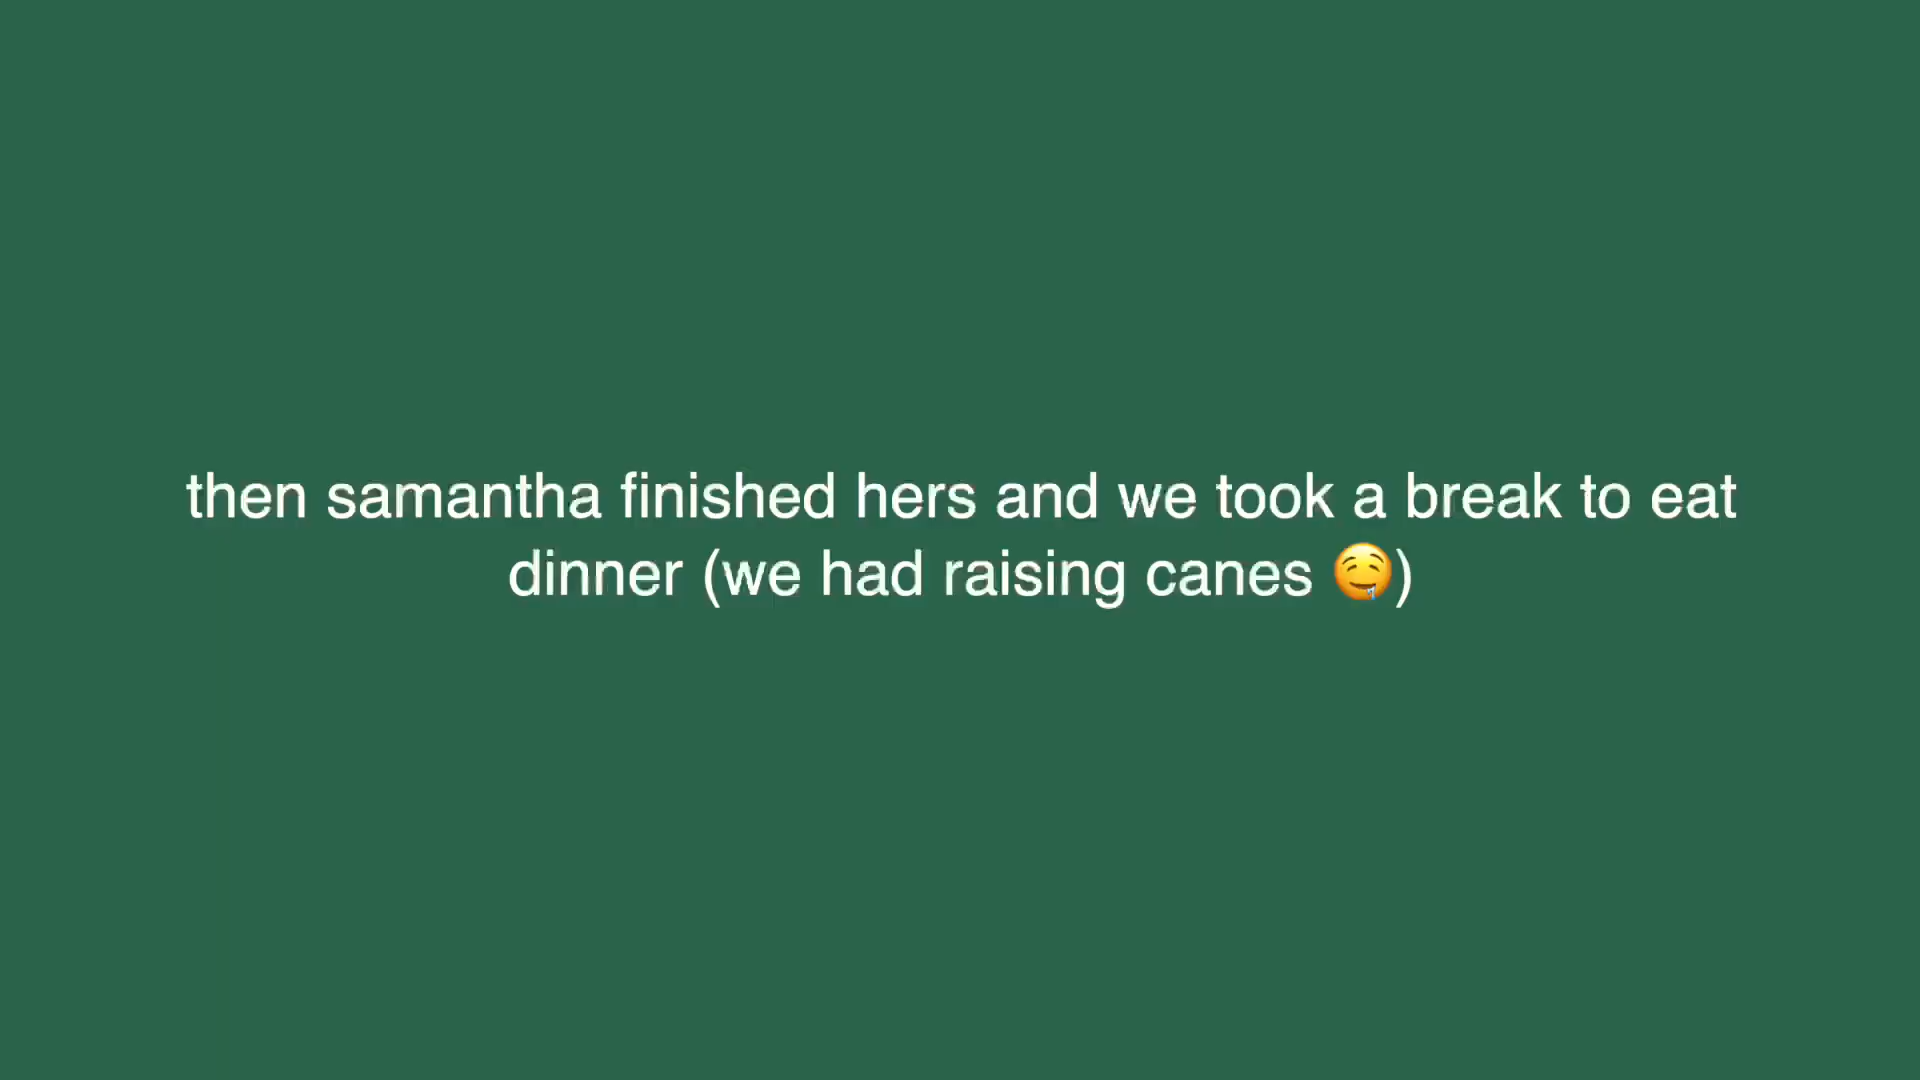 then samantha finished hers and we took a break to eat
dinner (we had raising canes 🤤)